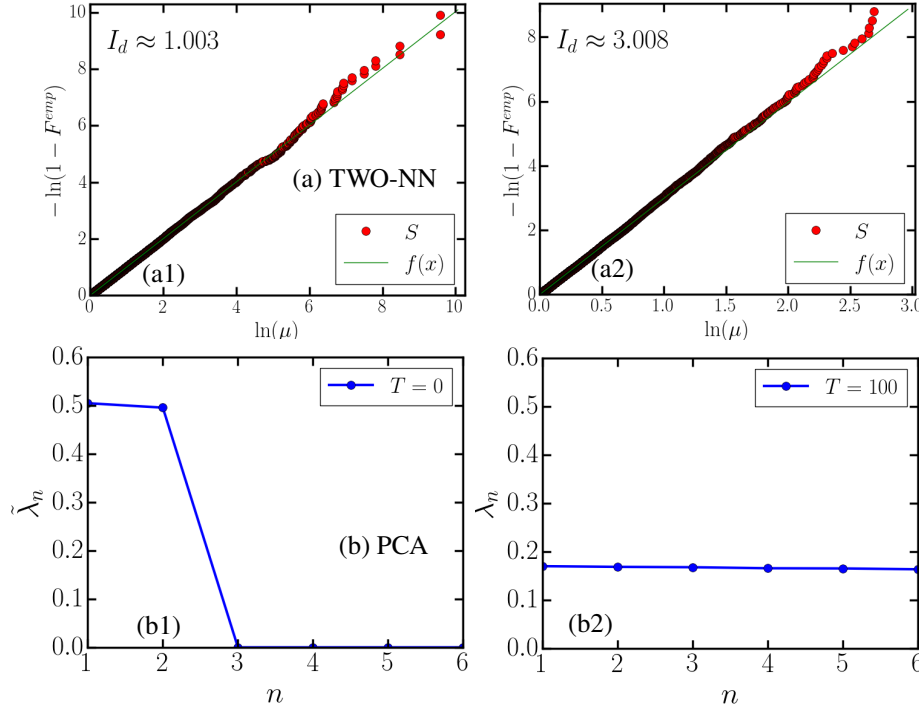 I_d ≈ 1.003
− ln(1 − F^{emp})
10
8
6
4
2
0
(a) TWO-NN
S
f(x)
(a1)
0 2 4 6 8 10
ln(μ)
I_d ≈ 3.008
− ln(1 − F^{emp})
8
6
4
2
0
S
f(x)
(a2)
0.0 0.5 1.0 1.5 2.0 2.5 3.0
ln(μ)
0.6
0.5
0.4
0.3
0.2
0.1
0.0
λ̃_n
T = 0
(b) PCA
(b1)
1 2 3 4 5 6
n
0.6
0.5
0.4
0.3
0.2
0.1
0.0
λ_n
T = 100
(b2)
1 2 3 4 5 6
n